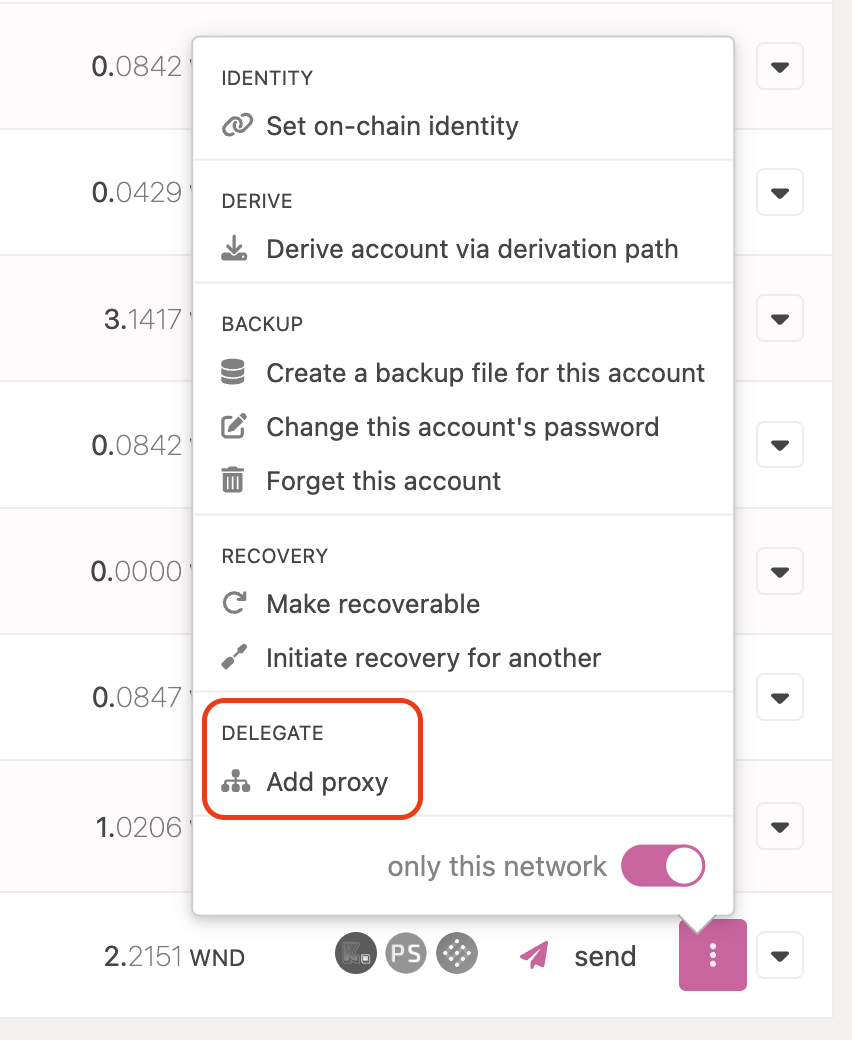 0.0842
IDENTITY
Set on-chain identity
0.0429
DERIVE
Derive account via derivation path
3.1417
BACKUP
Create a backup file for this account
0.0842
Change this account's password
Forget this account
0.0000
RECOVERY
Make recoverable
Initiate recovery for another
0.0847
DELEGATE
Add proxy
1.0206
only this network
2.2151 WND
PS
send